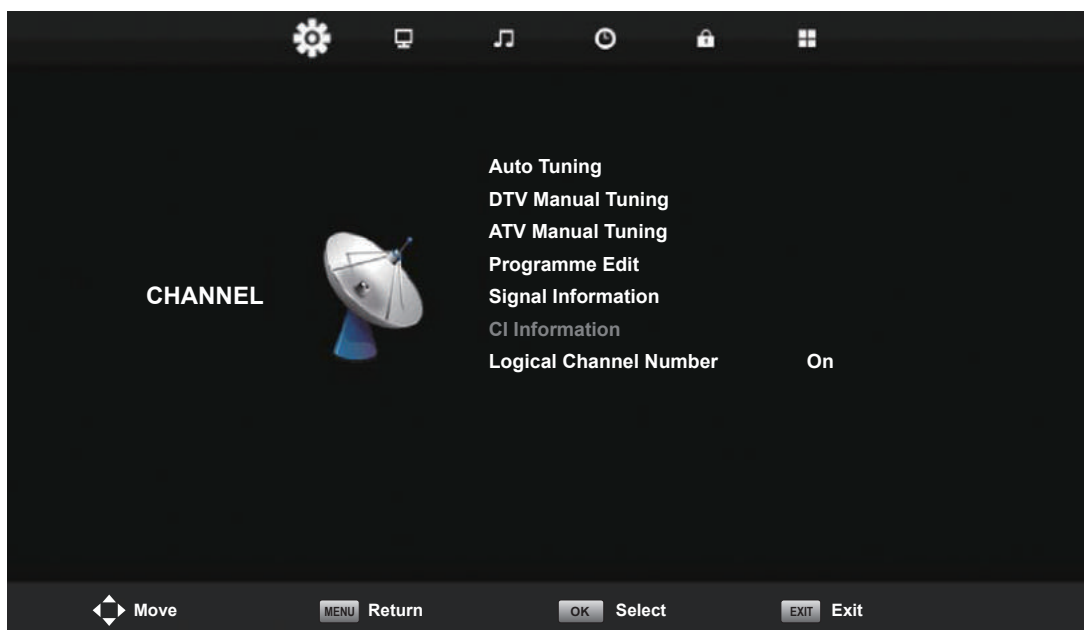 Auto Tuning
DTV Manual Tuning
ATV Manual Tuning
Programme Edit
CHANNEL
Signal Information
CI Information
Logical Channel Number On
Move MENU Return OK Select EXIT Exit